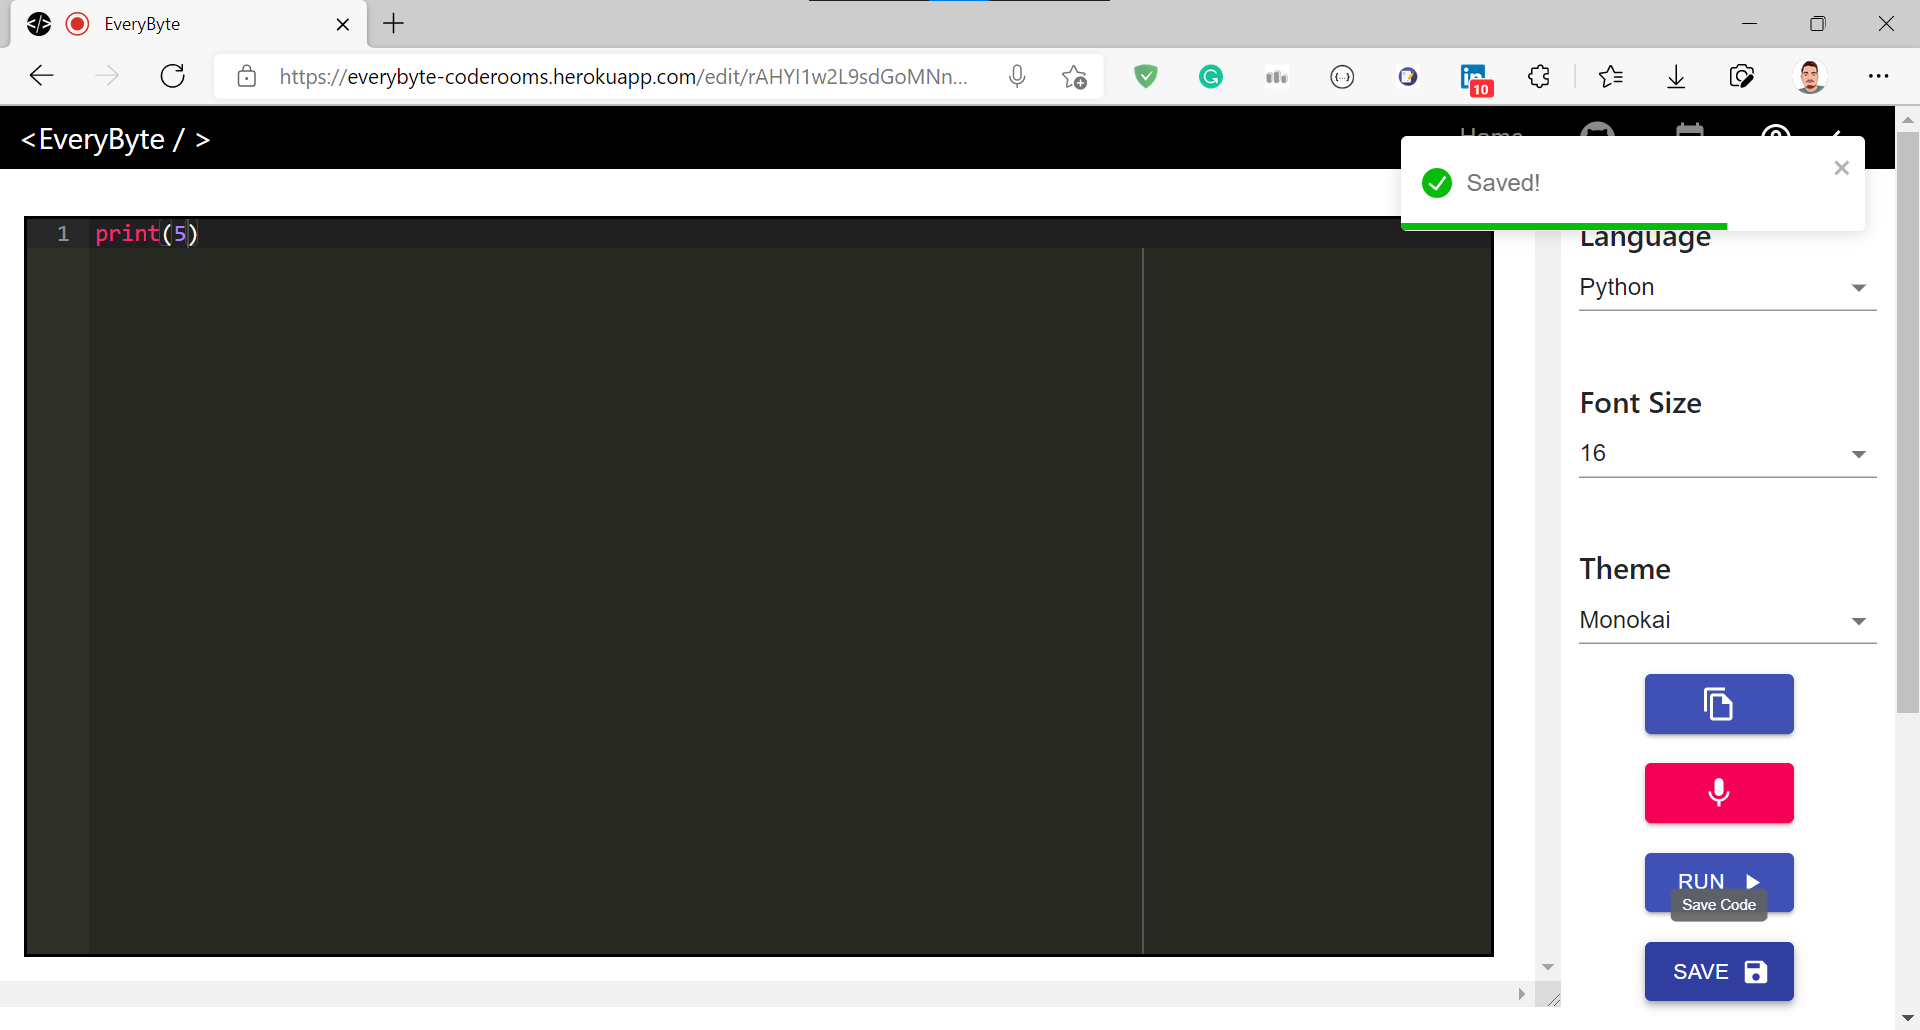 EveryByte
https://everybyte-coderooms.herokuapp.com/edit/rAHYI1w2L9sdGoMNn...
10
<EveryByte / >
Home
Saved!
1 print(5)
Language
Python
Font Size
16
Theme
Monokai
RUN
Save Code
SAVE